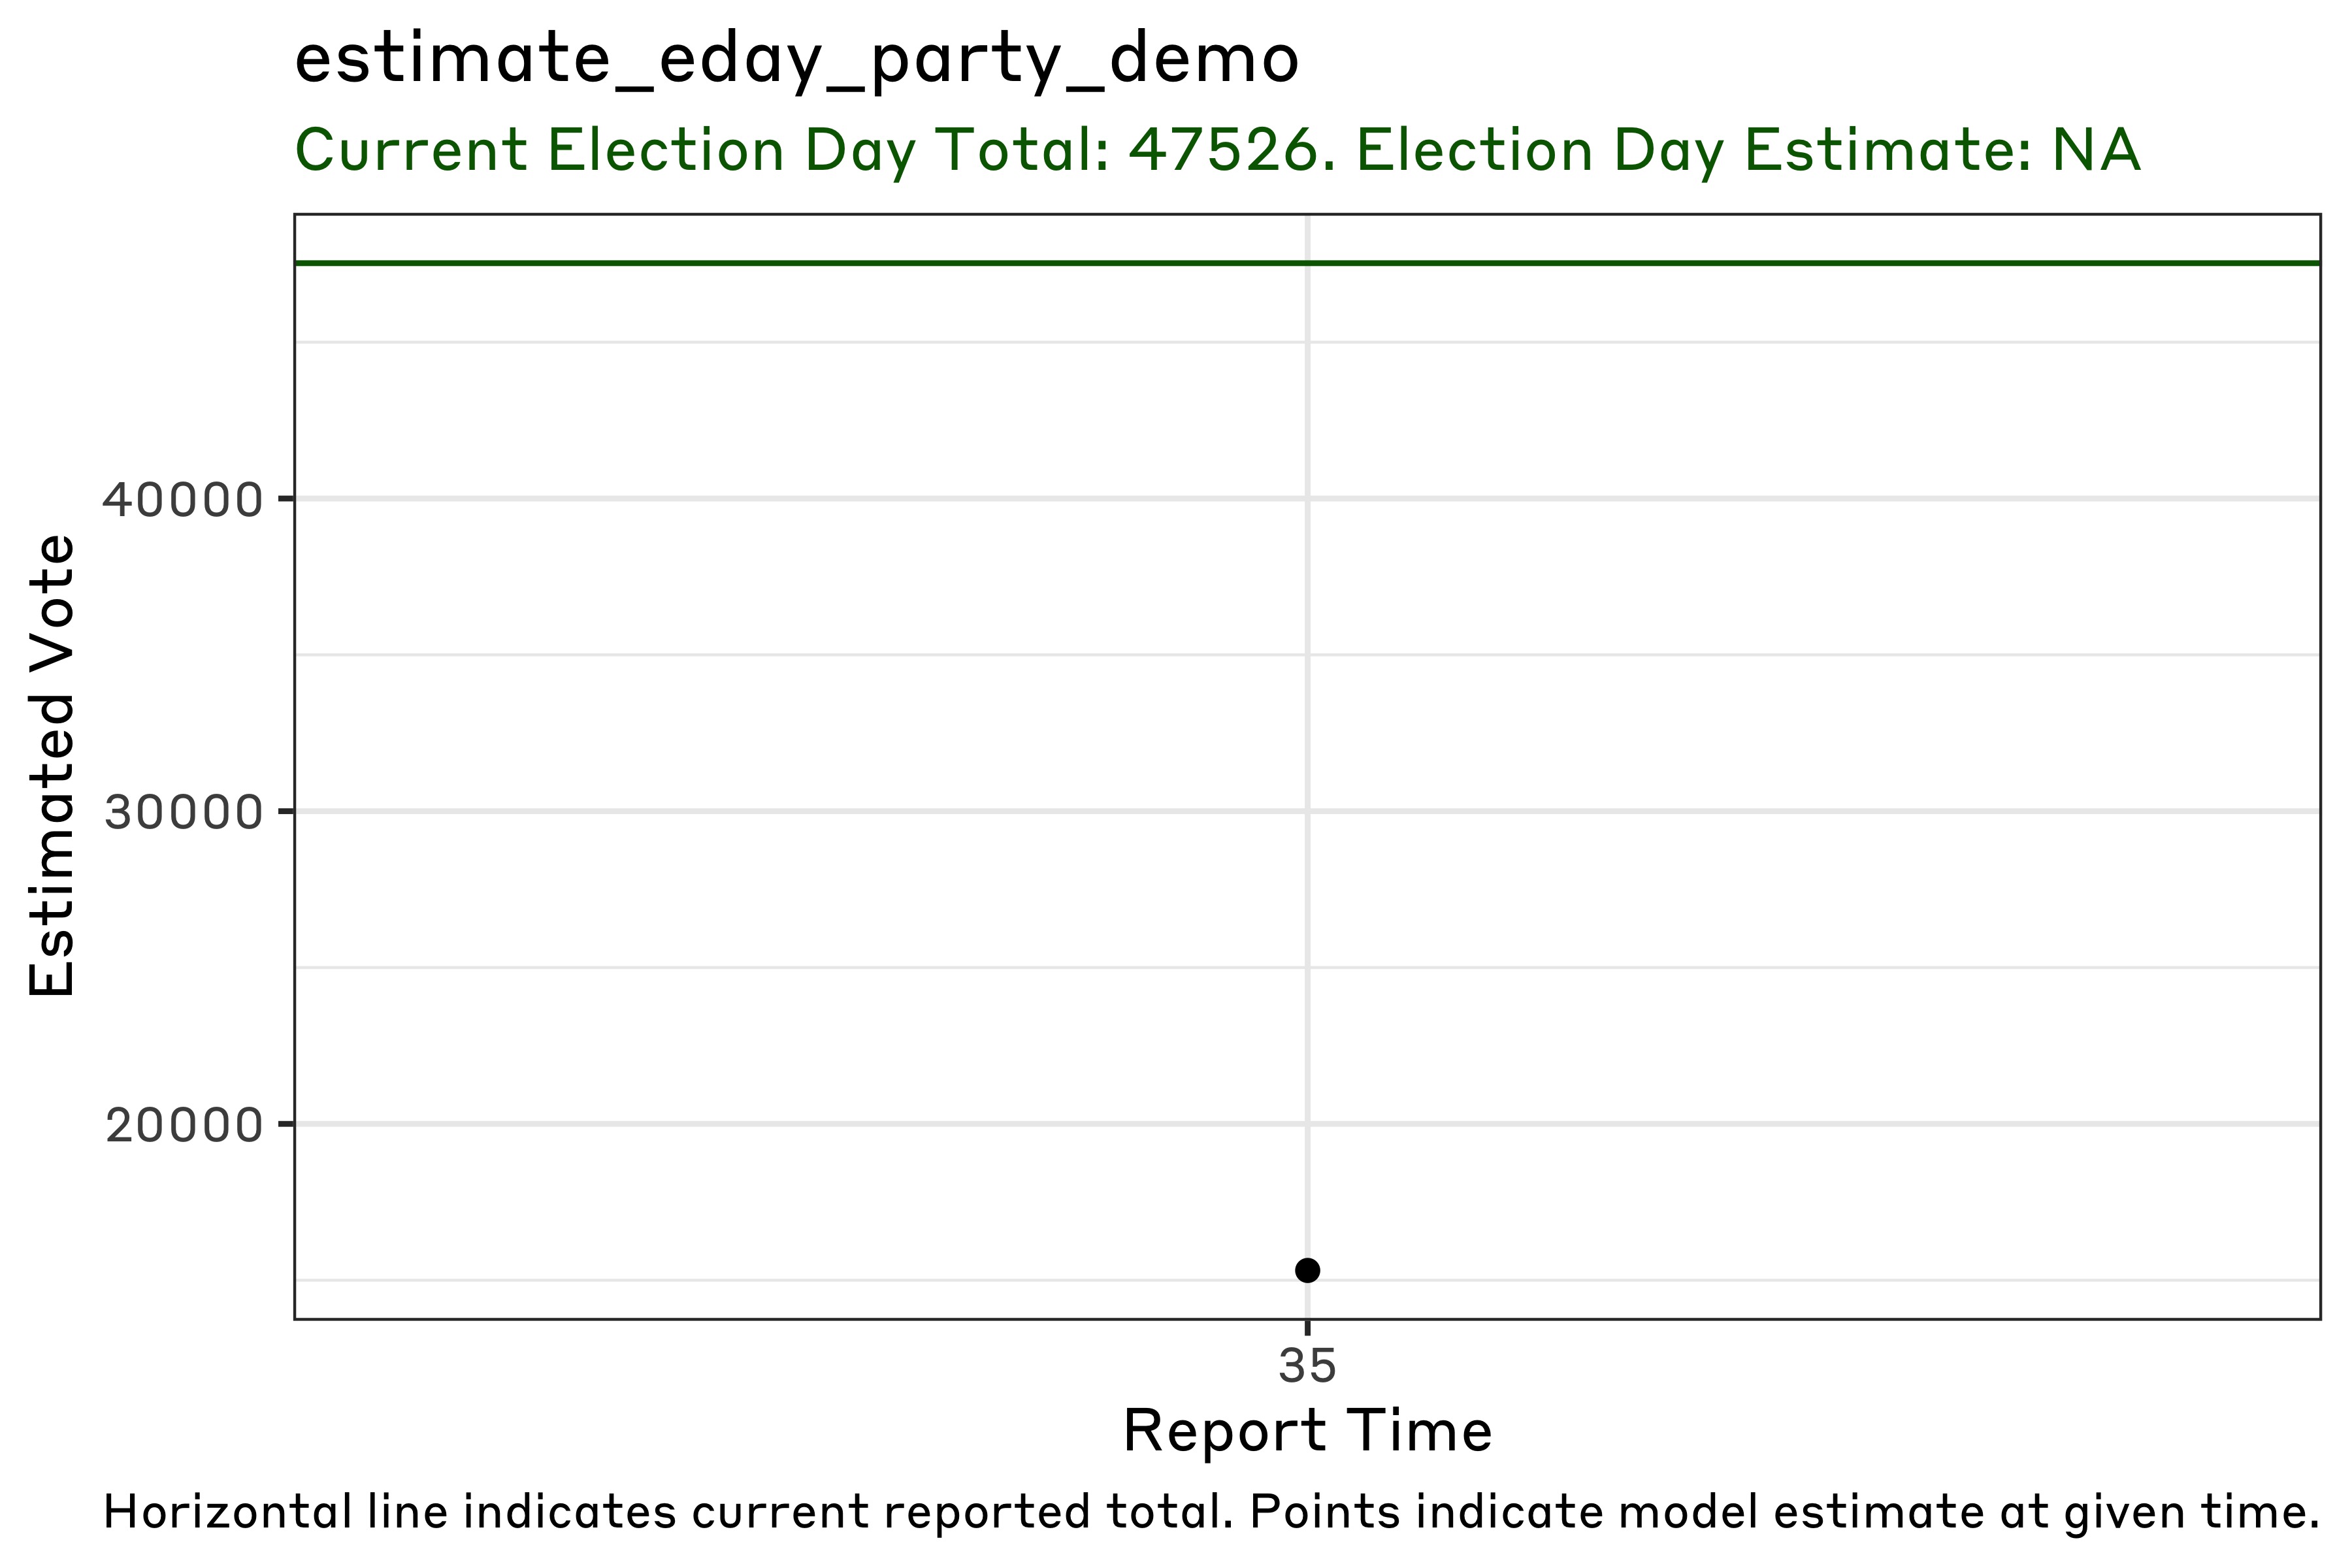 estimate_eday_party_demo
Current Election Day Total: 47526. Election Day Estimate: NA
Estimated Vote
40000
30000
20000
35
Report Time
Horizontal line indicates current reported total. Points indicate model estimate at given time.